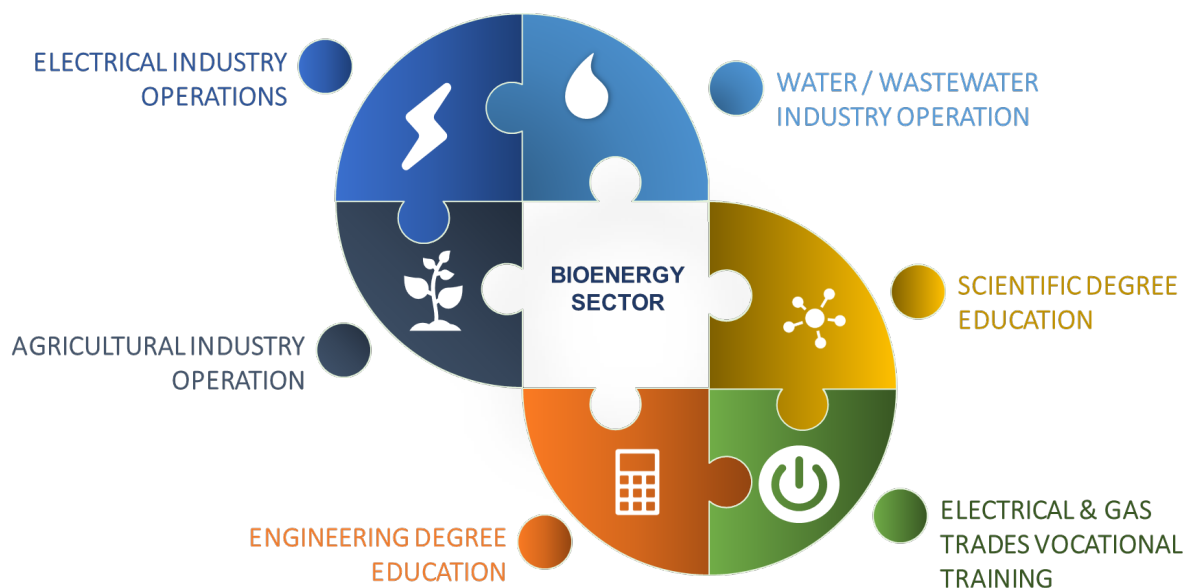 ELECTRICAL INDUSTRY
OPERATIONS
WATER / WASTEWATER
INDUSTRY OPERATION
BIOENERGY
SECTOR
SCIENTIFIC DEGREE
EDUCATION
AGRICULTURAL INDUSTRY
OPERATION
ENGINEERING DEGREE
EDUCATION
ELECTRICAL & GAS
TRADES VOCATIONAL
TRAINING